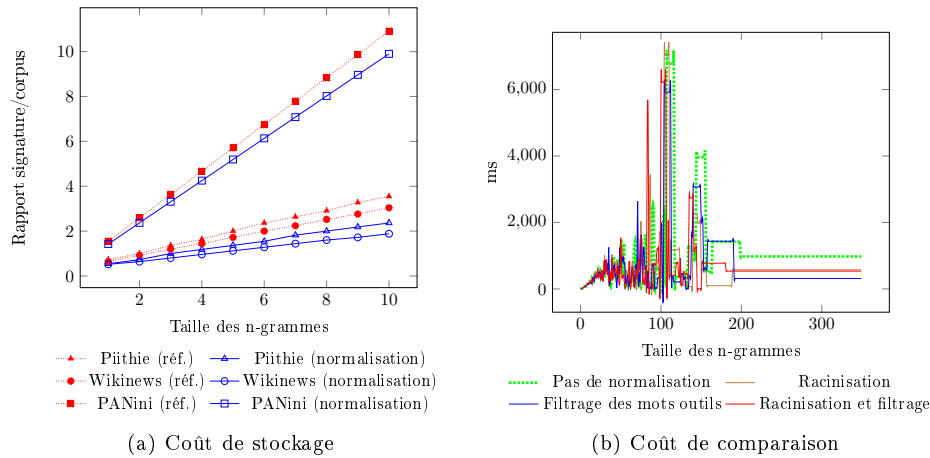 10
8
6
4
2
0
Rapport signature/corpus
2 4 6 8 10
Taille des n-grammes
Piithie (réf.) Piithie (normalisation)
Wikinews (réf.) Wikinews (normalisation)
PANini (réf.) PANini (normalisation)
(a) Coût de stockage
6,000
4,000
2,000
0
ms
0 100 200 300
Taille des n-grammes
Pas de normalisation Racinisation
Filtrage des mots outils Racinisation et filtrage
(b) Coût de comparaison